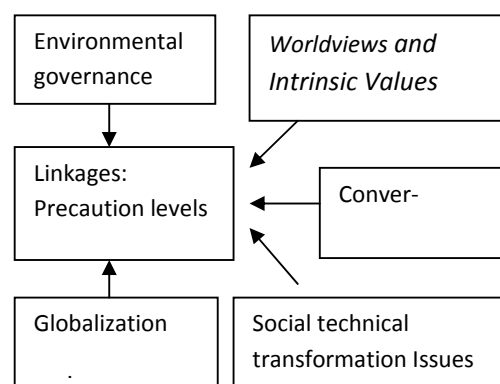 Environmental
governance
Worldviews and
Intrinsic Values
Linkages:
Precaution levels
Conver-
Globalization
Social technical
transformation Issues